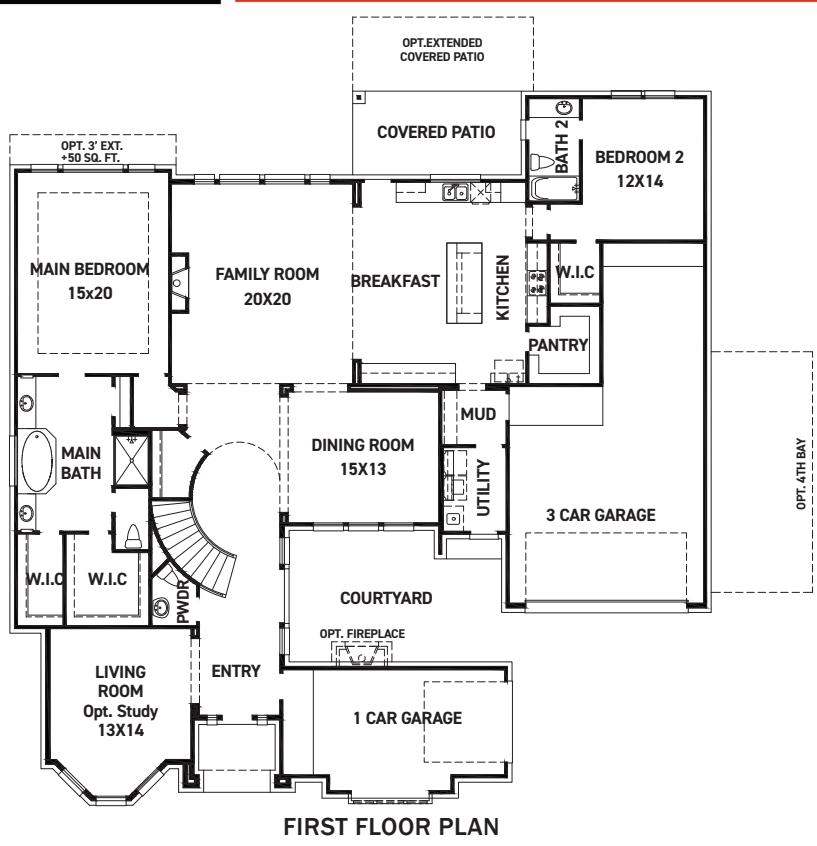 OPT.EXTENDED
COVERED PATIO
COVERED PATIO
BATH 2
BEDROOM 2
12X14
OPT. 3' EXT.
+50 SQ. FT.
MAIN BEDROOM
15x20
FAMILY ROOM
20X20
BREAKFAST
KITCHEN
W.I.C
PANTRY
MUD
DINING ROOM
15X13
MAIN
BATH
UTILITY
3 CAR GARAGE
OPT. 4TH BAY
W.I.C
W.I.C
PWDR
COURTYARD
OPT. FIREPLACE
LIVING
ROOM
Opt. Study
13X14
ENTRY
1 CAR GARAGE
FIRST FLOOR PLAN